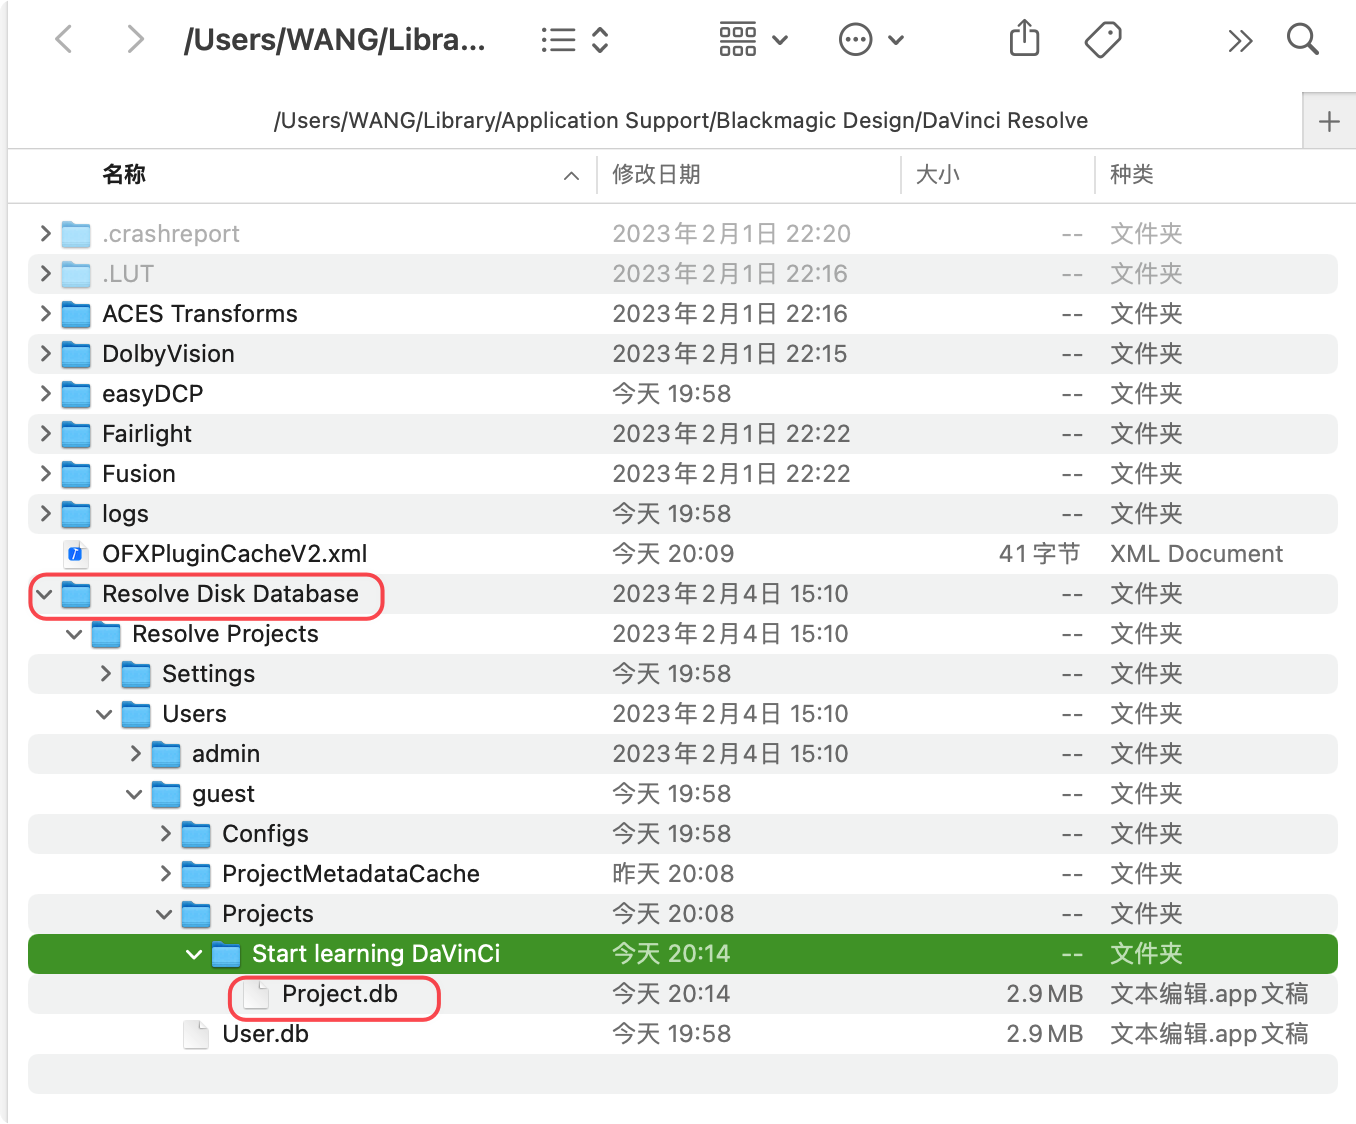 /Users/WANG/Libra...
/Users/WANG/Library/Application Support/Blackmagic Design/DaVinci Resolve
名称 修改日期 大小 种类
.crashreport 2023年2月1日 22:20 -- 文件夹
.LUT 2023年2月1日 22:16 -- 文件夹
ACES Transforms 2023年2月1日 22:16 -- 文件夹
DolbyVision 2023年2月1日 22:15 -- 文件夹
easyDCP 今天 19:58 -- 文件夹
Fairlight 2023年2月1日 22:22 -- 文件夹
Fusion 2023年2月1日 22:22 -- 文件夹
logs 今天 19:58 -- 文件夹
OFXPluginCacheV2.xml 今天 20:09 41字节 XML Document
Resolve Disk Database 2023年2月4日 15:10 -- 文件夹
Resolve Projects 2023年2月4日 15:10 -- 文件夹
Settings 今天 19:58 -- 文件夹
Users 2023年2月4日 15:10 -- 文件夹
admin 2023年2月4日 15:10 -- 文件夹
guest 今天 19:58 -- 文件夹
Configs 今天 19:58 -- 文件夹
ProjectMetadataCache 昨天 20:08 -- 文件夹
Projects 今天 20:08 -- 文件夹
Start learning DaVinCi 今天 20:14 -- 文件夹
Project.db 今天 20:14 2.9 MB 文本编辑.app文稿
User.db 今天 19:58 2.9 MB 文本编辑.app文稿